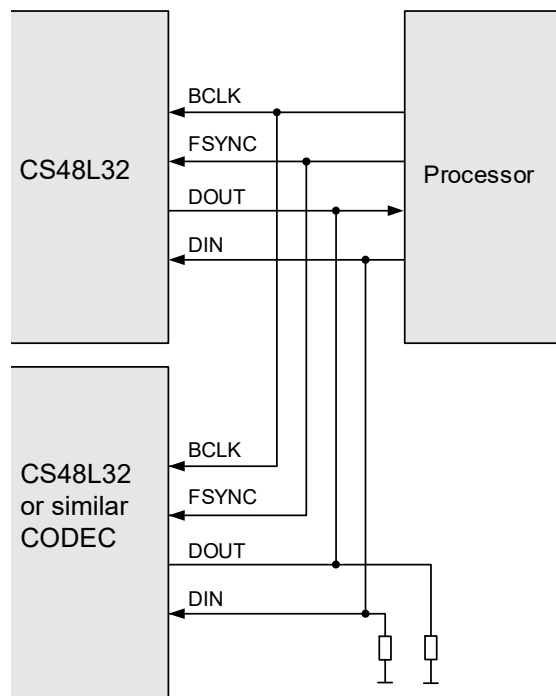 BCLK
FSYNC
CS48L32
Processor
DOUT
DIN
BCLK
CS48L32
or similar
CODEC
FSYNC
DOUT
DIN